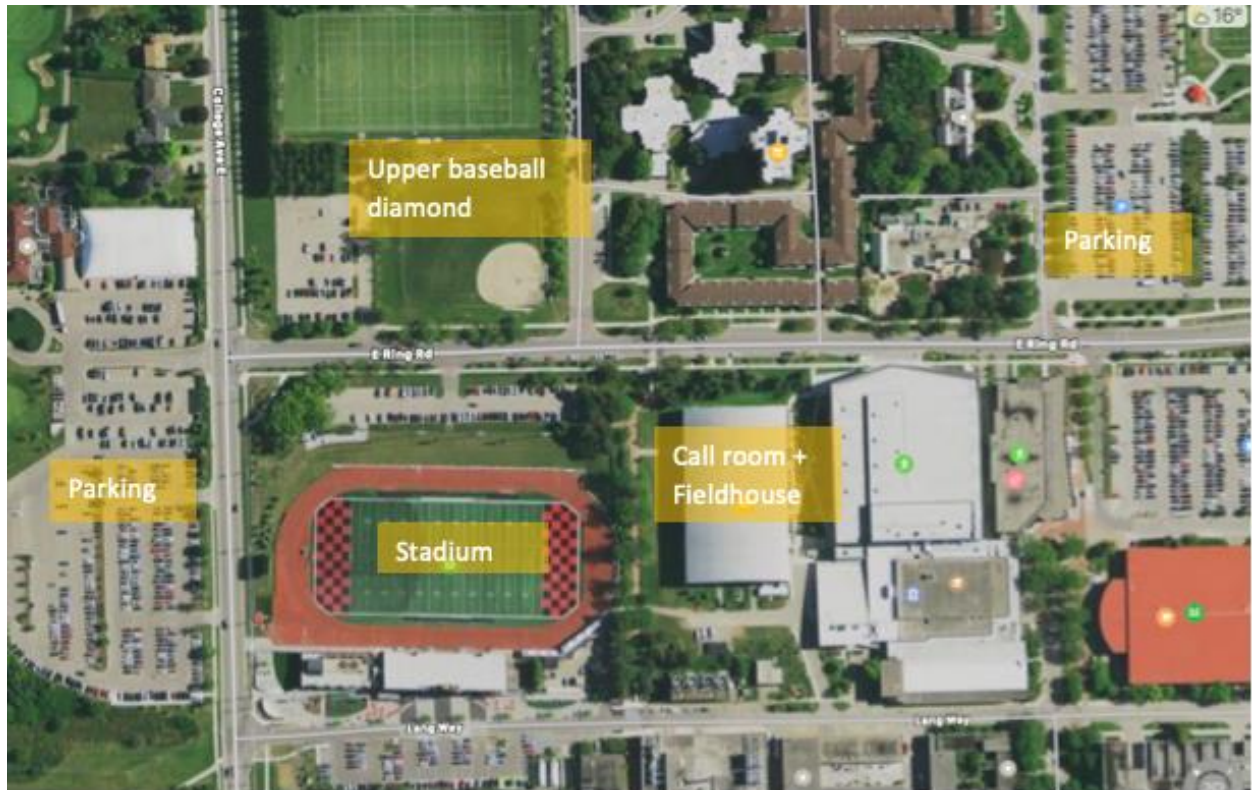 16°
College Ave E
Upper baseball
diamond
Parking
E Ring Rd
E Ring Rd
Call room +
Fieldhouse
Parking
Stadium
Lang Way
Lang Way